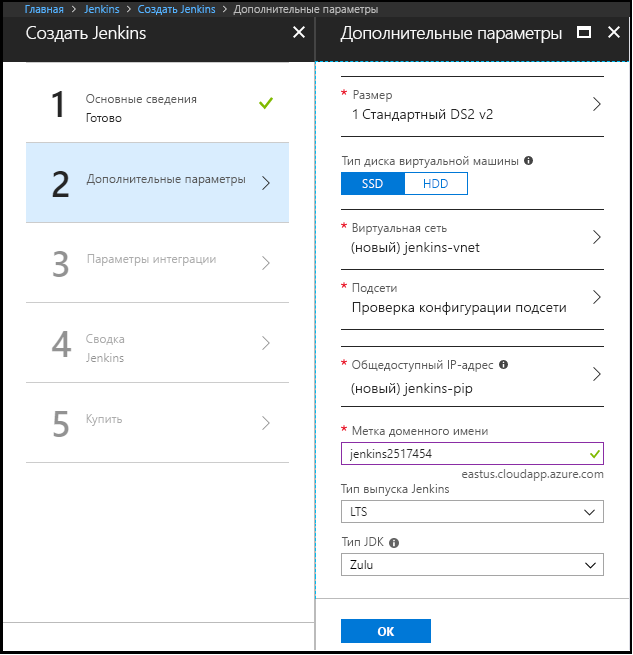 Главная > Jenkins > Создать Jenkins > Дополнительные параметры
Создать Jenkins
1
Основные сведения
Готово
2
Дополнительные параметры
3
Параметры интеграции
4
Сводка
Jenkins
5
Купить
Дополнительные параметры
* Размер
1 Стандартный DS2 v2
Тип диска виртуальной машины
SSD HDD
* Виртуальная сеть
(новый) jenkins-vnet
* Подсети
Проверка конфигурации подсети
* Общедоступный IP-адрес
(новый) jenkins-pip
* Метка доменного имени
jenkins2517454
eastus.cloudapp.azure.com
Тип выпуска Jenkins
LTS
Тип JDK
Zulu
OK